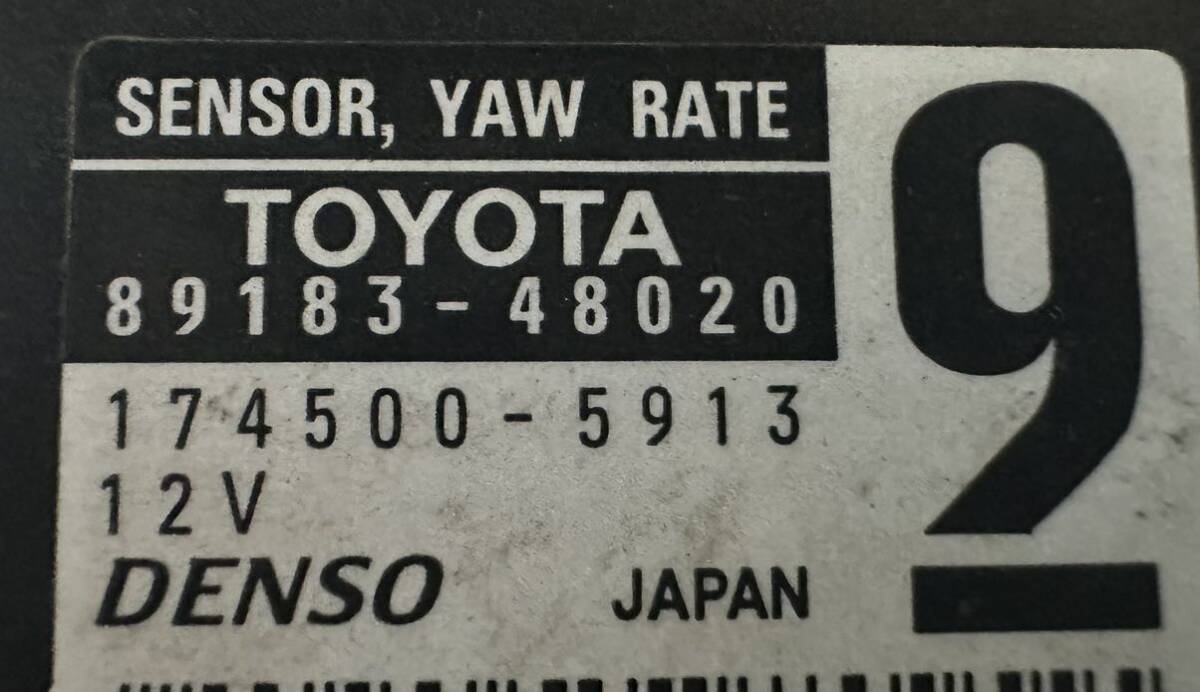 SENSOR, YAW RATE
TOYOTA
89183-48020
9
174500-5913
12V
DENSO JAPAN